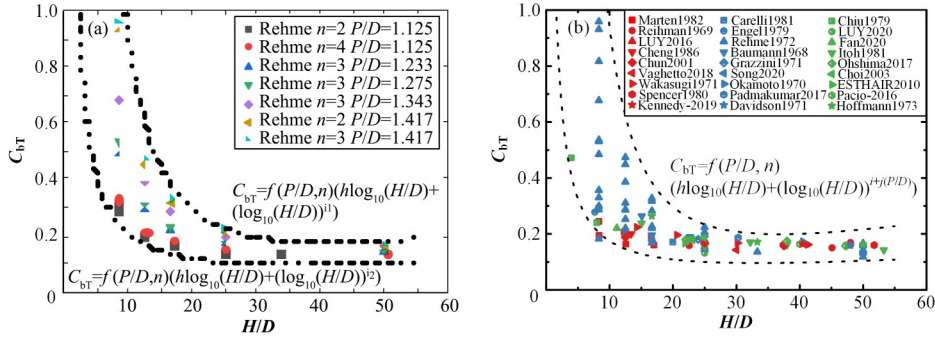 (a)
Rehme n=2 P/D=1.125
Rehme n=4 P/D=1.125
Rehme n=3 P/D=1.233
Rehme n=3 P/D=1.275
Rehme n=3 P/D=1.343
Rehme n=2 P/D=1.417
Rehme n=3 P/D=1.417
C_bT=f(P/D,n)(hlog₁₀(H/D)+
(log₁₀(H/D))^i1)
C_bT=f(P/D,n)(hlog₁₀(H/D)+(log₁₀(H/D))^i2)
C_bT
1.0
0.8
0.6
0.4
0.2
0
0 10 20 30 40 50 60
H/D
(b)
Marten1982 Carelli1981 Chiu1979
Reihman1969 Engel1979 LUY2020
LUY2016 Rehme1972 Fan2020
Cheng1986 Baumann1968 Itoh1981
Chun2001 Grazzini1971 Ohshima2017
Vaghetto2018 Song2020 Choi2003
Wakasugi1971 Okamoto1970 ESTHAIR2010
Spencer1980 Padmakumar2017 Pacio-2016
Kennedy-2019 Davidson1971 Hoffmann1973
C_bT=f(P/D, n)
(hlog₁₀(H/D)+(log₁₀(H/D))^i+j(P/D)
C_bT
1.0
0.8
0.6
0.4
0.2
0
0 10 20 30 40 50 60
H/D